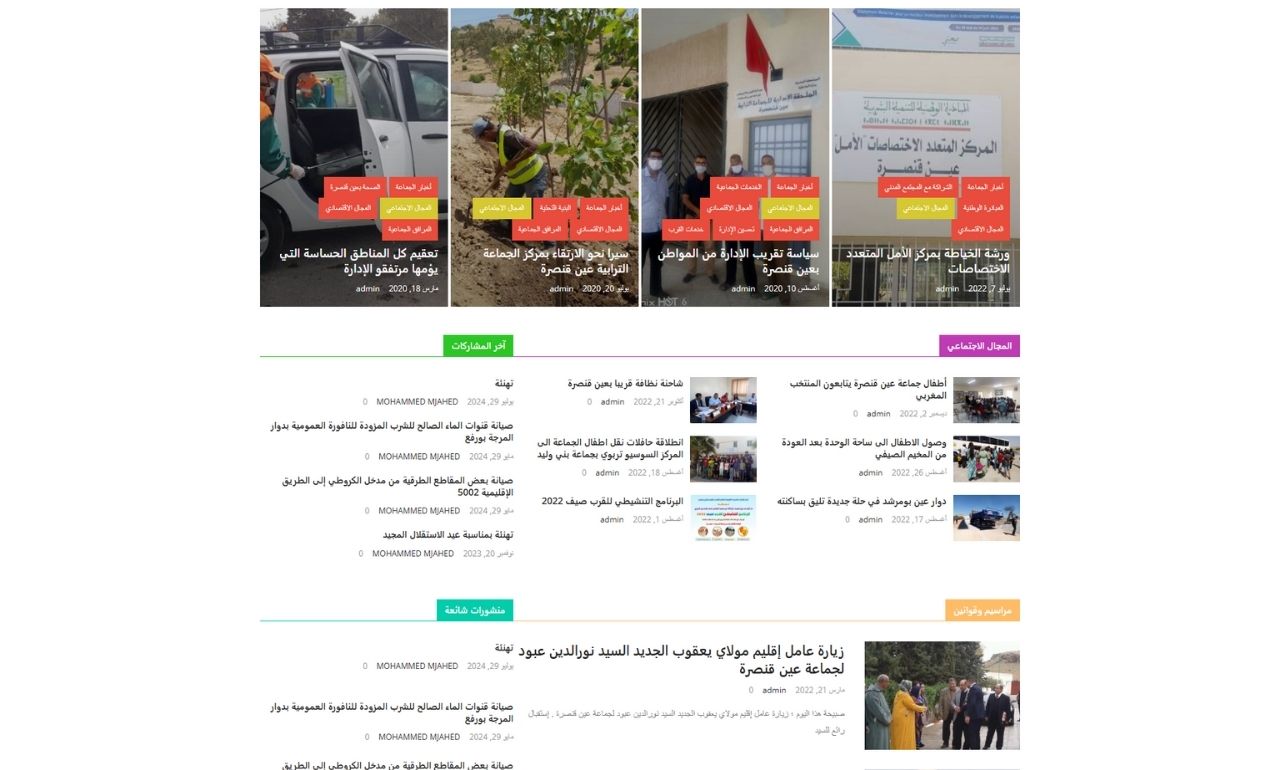 المركز المتعدد الاختصاصات "الأمل"
عين قنصرة
أخبار الجماعة
الشراكة مع المجتمع المدني
المبادرة الوطنية
المجال الاجتماعي
المجال الاقتصادي
ورشة الخياطة بمركز الأمل المتعدد
الاختصاصات
يوليو 7, 2022 admin
أخبار الجماعة
الخدمات الجماعية
المجال الاجتماعي
المجال الاقتصادي
المرافق الجماعية
تحسين الإدارة
خدمات القرب
سياسة تقريب الإدارة من المواطن
بعين قنصرة
أغسطس 10, 2020 admin
أخبار الجماعة
البنية التحتية
المجال الاجتماعي
المجال الاقتصادي
المرافق الجماعية
سيرا نحو الارتقاء بمركز الجماعة
الترابية عين قنصرة
يوليو 20, 2020 admin
أخبار الجماعة
الصحة بعين قنصرة
المجال الاجتماعي
المجال الاقتصادي
المرافق الجماعية
تعقيم كل المناطق الحساسة التي
يؤمها مرتفقو الإدارة
مارس 18, 2020 admin
المجال الاجتماعي
أطفال جماعة عين قنصرة يتابعون المنتخب
المغربي
ديسمبر 2, 2022 admin 0
وصول الاطفال الى ساحة الوحدة بعد العودة
من المخيم الصيفي
أغسطس 26, 2022 admin
دوار عين بومرشد في حلة جديدة تليق بساكنته
أغسطس 17, 2022 admin 0
شاحنة نظافة قريبا بعين قنصرة
أكتوبر 21, 2022 admin 0
انطلاقة حافلات نقل اطفال الجماعة الى
المركز السوسيو تربوي بجماعة بني وليد
أغسطس 18, 2022 admin 0
البرنامج التنشيطي للقرب صيف 2022
أغسطس 1, 2022 admin
آخر المشاركات
تهنئة
يوليو 29, 2024 MOHAMMED MJAHED 0
صيانة قنوات الماء الصالح للشرب المزودة للنافورة العمومية بدوار
المرجة بورفع
مايو 29, 2024 MOHAMMED MJAHED 0
صيانة بعض المقاطع الطرقية من مدخل الكروطي إلى الطريق
الإقليمية 5002
مايو 29, 2024 MOHAMMED MJAHED 0
تهنئة بمناسبة عيد الاستقلال المجيد
نوفمبر 20, 2023 MOHAMMED MJAHED 0
مراسيم وقوانين
زيارة عامل إقليم مولاي يعقوب الجديد السيد نورالدين عبود
لجماعة عين قنصرة
مارس 21, 2022 admin 0
صبيحة هذا اليوم ؛ زيارة عامل إقليم مولاي يعقوب الجديد السيد نورالدين عبود لجماعة عين قنصرة . إستقبال
رائع للسيد
منشورات شائعة
تهنئة
يوليو 29, 2024 MOHAMMED MJAHED 0
صيانة قنوات الماء الصالح للشرب المزودة للنافورة العمومية بدوار
المرجة بورفع
مايو 29, 2024 MOHAMMED MJAHED 0
صيانة بعض المقاطع الطرقية من مدخل الكروطي إلى الطريق